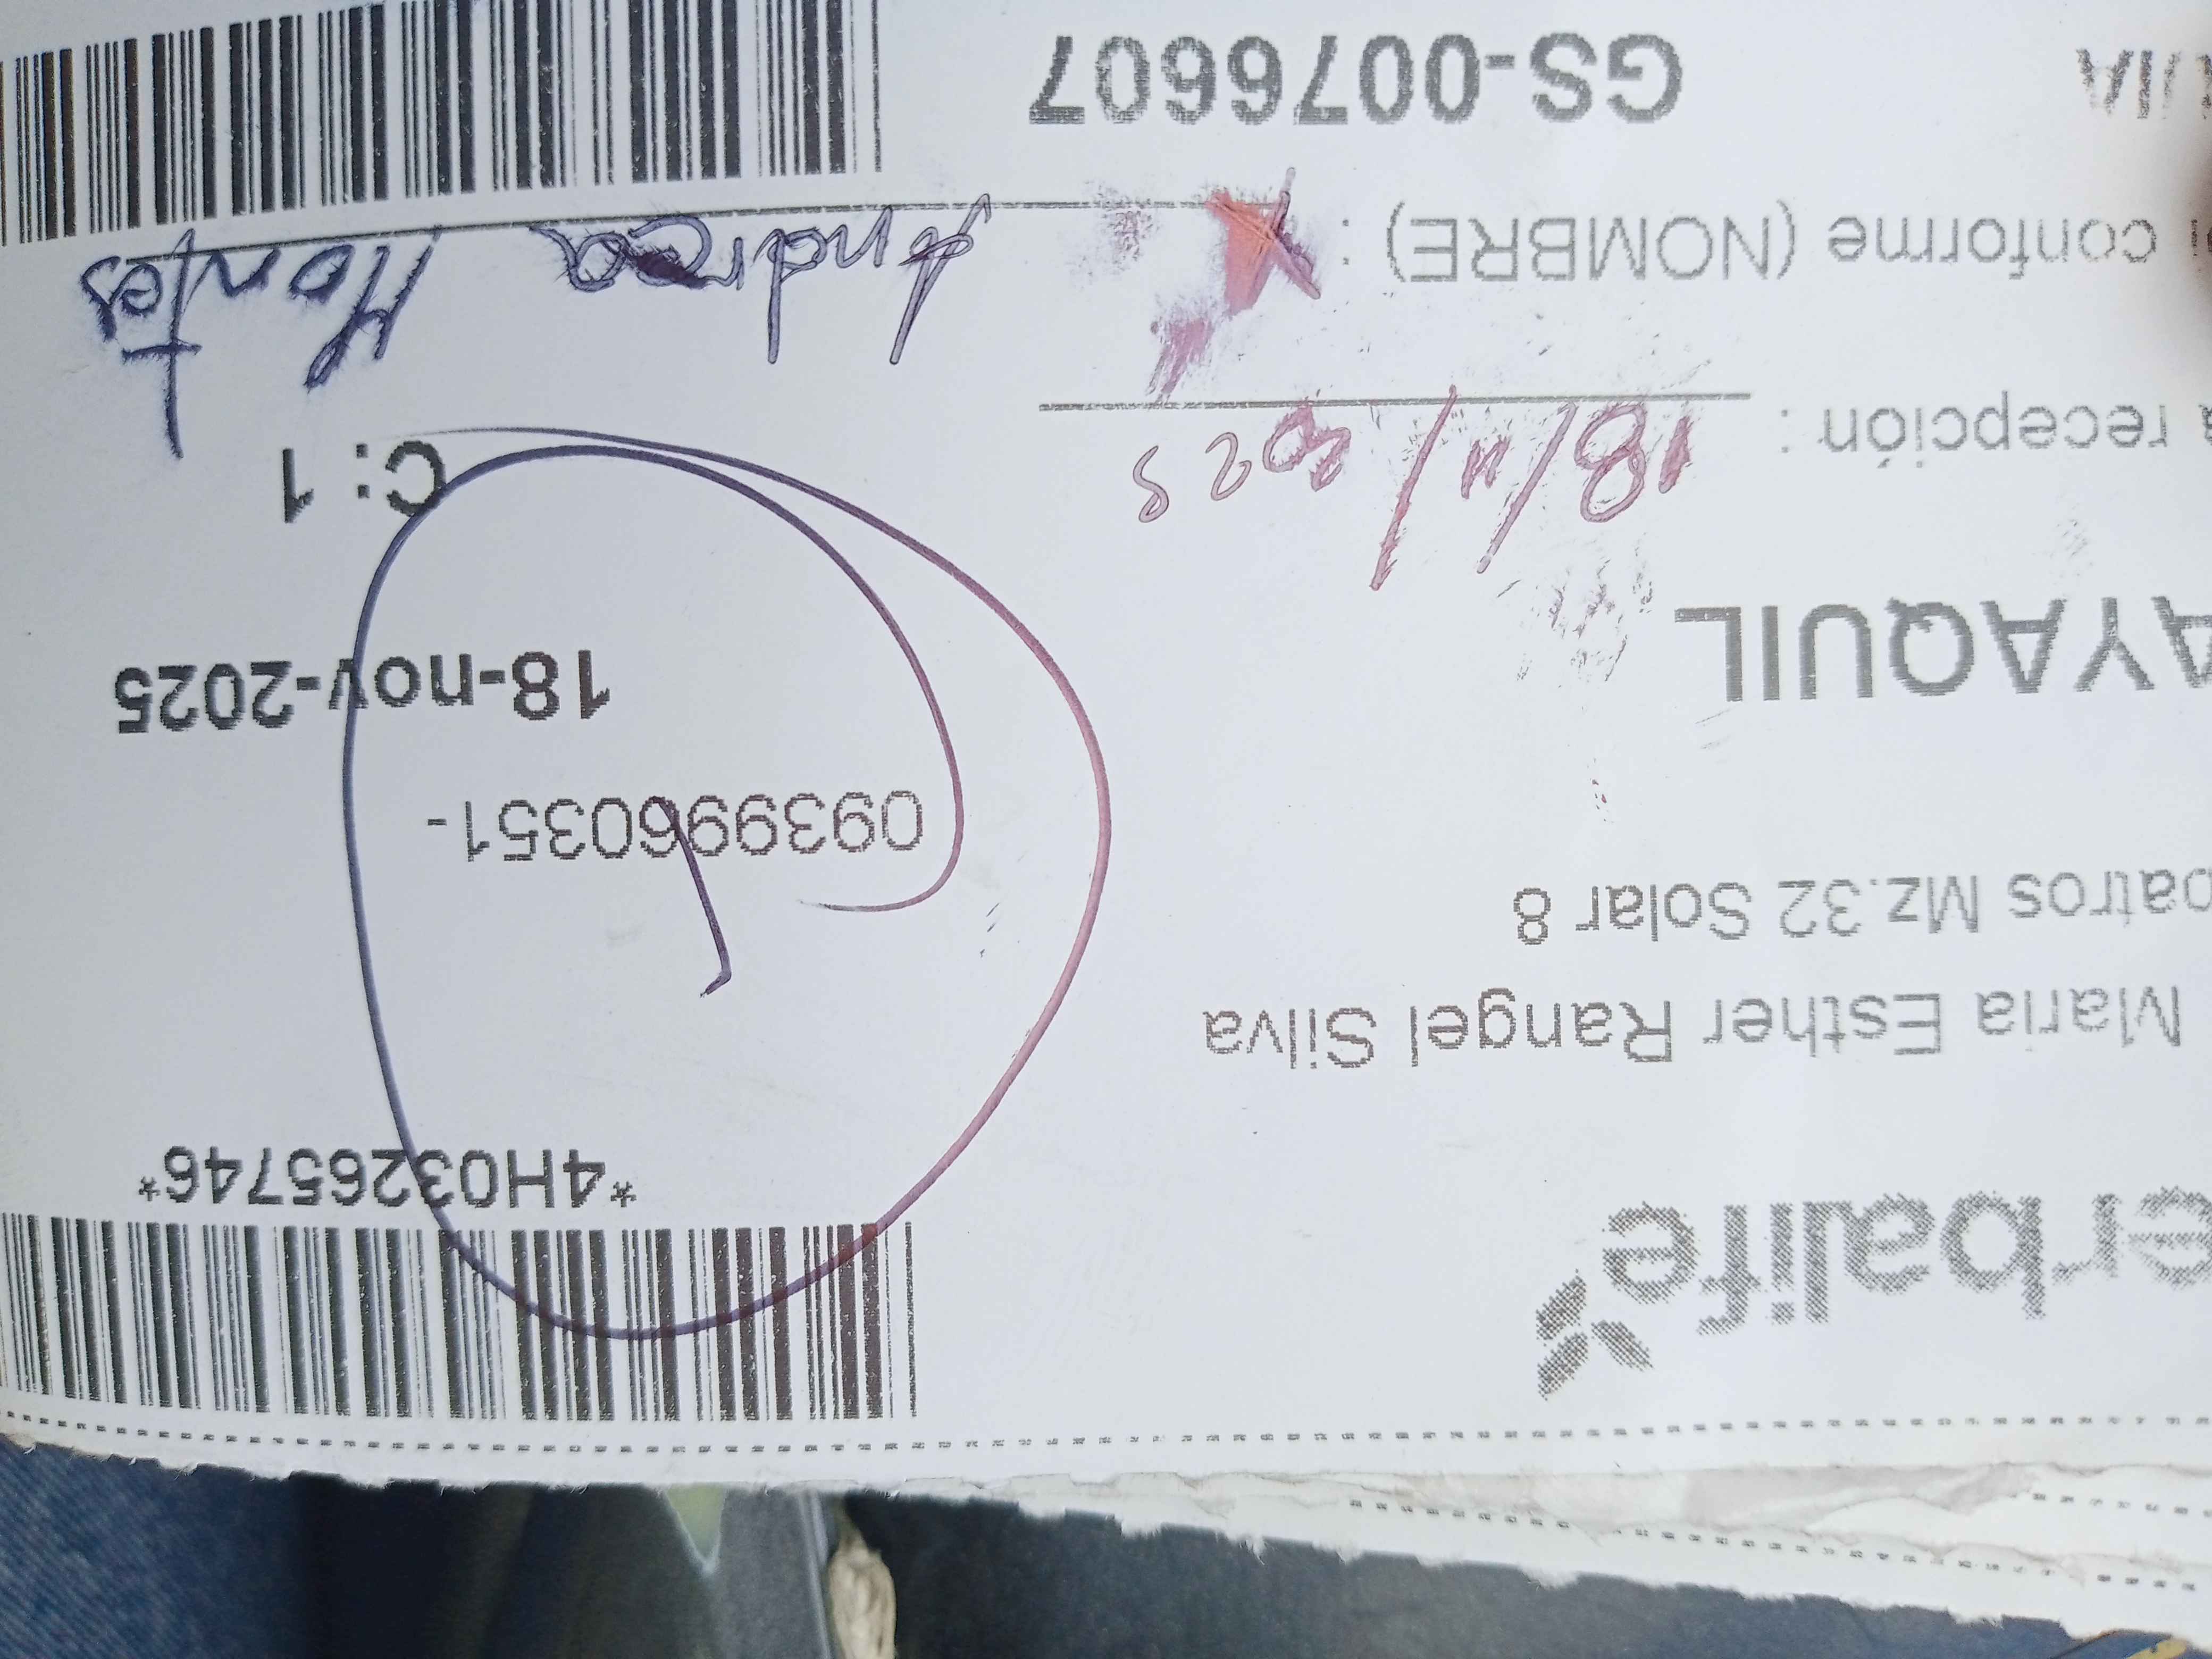 erbalife
*4H03265746*
Maria Esther Rangel Silva
batros Mz.32 Solar 8
0939960351-
AYAQUIL
18-nov-2025
recepción : 18/11/2025
C: 1
conforme (NOMBRE) : Andrea Montes
GS-0076607